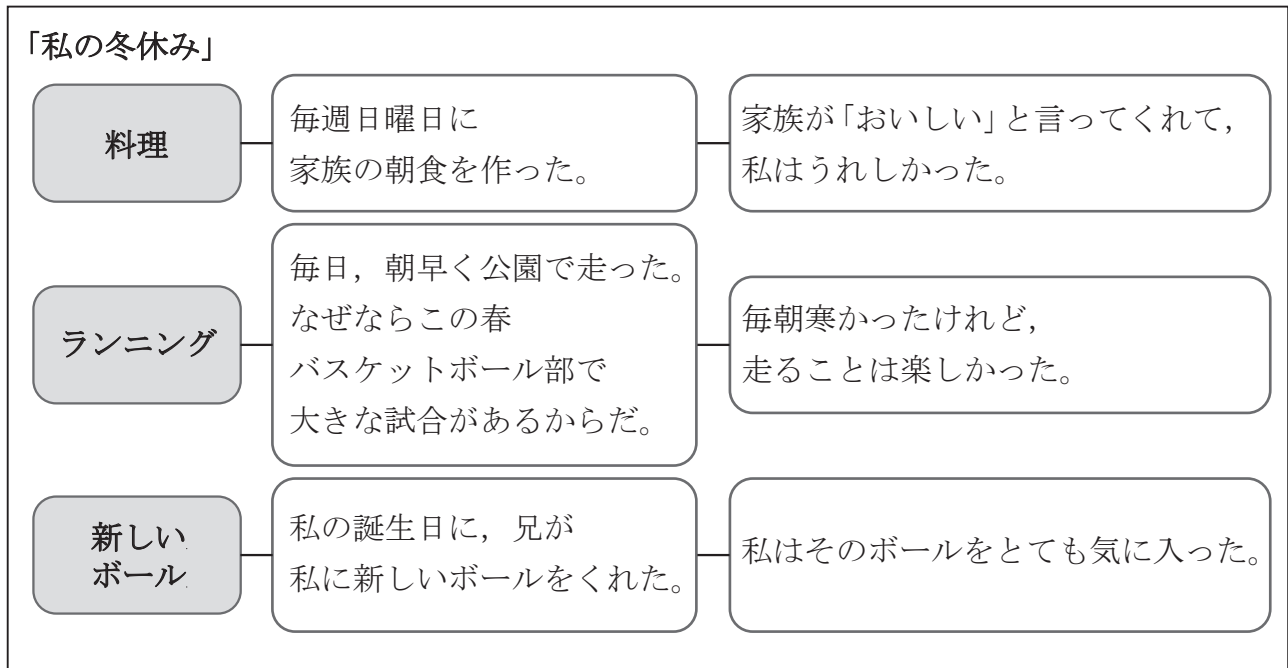 「私の冬休み」
料理
毎週日曜日に
家族の朝食を作った。
家族が「おいしい」と言ってくれて，
私はうれしかった。
ランニング
毎日，朝早く公園で走った。
なぜならこの春
バスケットボール部で
大きな試合があるからだ。
毎朝寒かったけれど，
走ることは楽しかった。
新しい
ボール
私の誕生日に，兄が
私に新しいボールをくれた。
私はそのボールをとても気に入った。